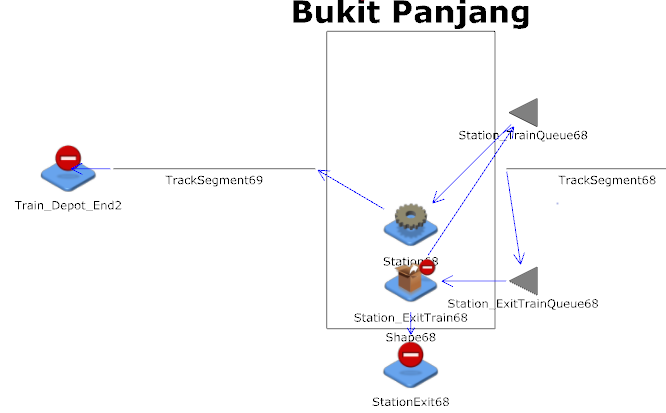 Bukit Panjang
Station_TrainQueue68
TrackSegment69
TrackSegment68
Train_Depot_End2
Station68
Station_ExitTrainQueue68
Station_ExitTrain68
Shape68
StationExit68